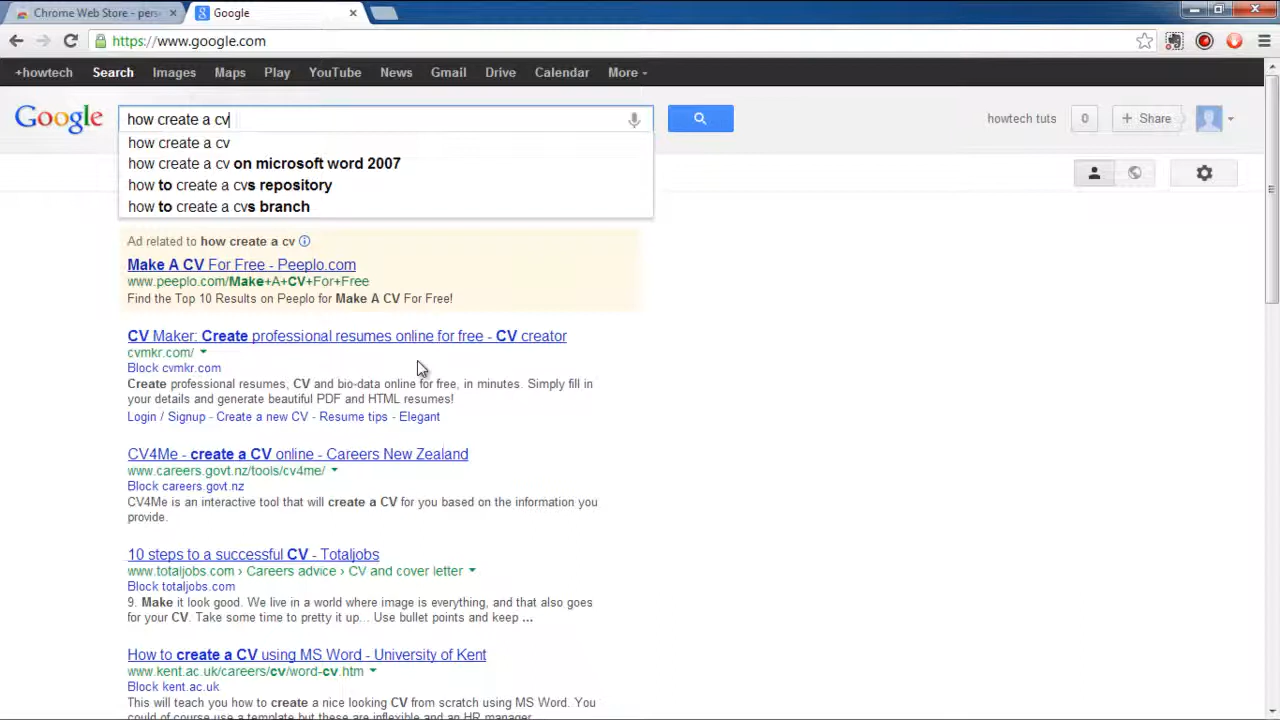 Chrome Web Store - pers
Google
https://www.google.com
+howtech Search Images Maps Play YouTube News Gmail Drive Calendar More
Google
how create a cv
howtech tuts
0
+ Share
how create a cv
how create a cv on microsoft word 2007
how to create a cvs repository
how to create a cvs branch
Ad related to how create a cv
Make A CV For Free - Peeplo.com
www.peeplo.com/Make+A+CV+For+Free
Find the Top 10 Results on Peeplo for Make A CV For Free!
CV Maker: Create professional resumes online for free - CV creator
cvmkr.com/
Block cvmkr.com
Create professional resumes, CV and bio-data online for free, in minutes. Simply fill in
your details and generate beautiful PDF and HTML resumes!
Login / Signup - Create a new CV - Resume tips - Elegant
CV4Me - create a CV online - Careers New Zealand
www.careers.govt.nz/tools/cv4me/
Block careers.govt.nz
CV4Me is an interactive tool that will create a CV for you based on the information you
provide.
10 steps to a successful CV - Totaljobs
www.totaljobs.com › Careers advice › CV and cover letter
Block totaljobs.com
9. Make it look good. We live in a world where image is everything, and that also goes
for your CV. Take some time to pretty it up... Use bullet points and keep ...
How to create a CV using MS Word - University of Kent
www.kent.ac.uk/careers/cv/word-cv.htm
Block kent.ac.uk
This will teach you how to create a nice looking CV from scratch using MS Word. You
could of course use a template but these are inflexible and an HR manager